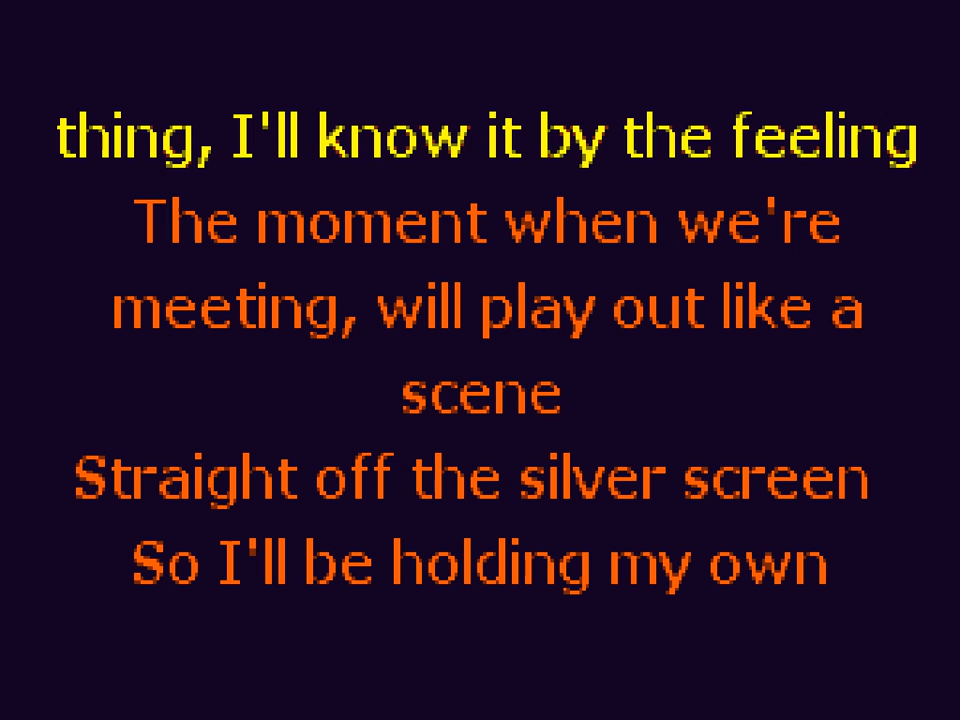 thing, I'll know it by the feeling
The moment when we're
meeting, will play out like a
scene
Straight off the silver screen
So I'll be holding my own